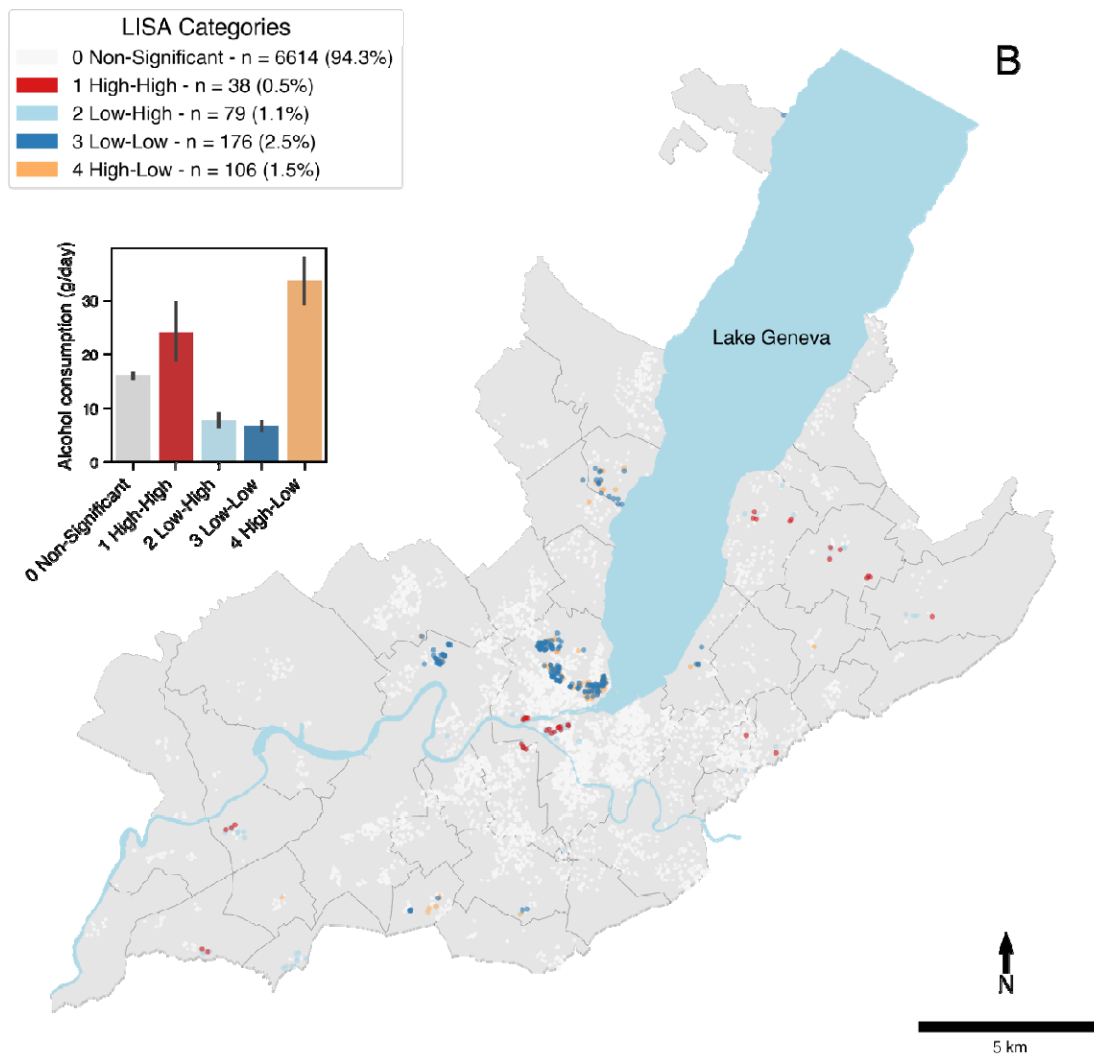 LISA Categories
0 Non-Significant - n = 6614 (94.3%)
1 High-High - n = 38 (0.5%)
2 Low-High - n = 79 (1.1%)
3 Low-Low - n = 176 (2.5%)
4 High-Low - n = 106 (1.5%)
B
Alcohol consumption (g/day)
30
20
10
0
0 Non-Significant
1 High-High
2 Low-High
3 Low-Low
4 High-Low
Lake Geneva
N
5 km